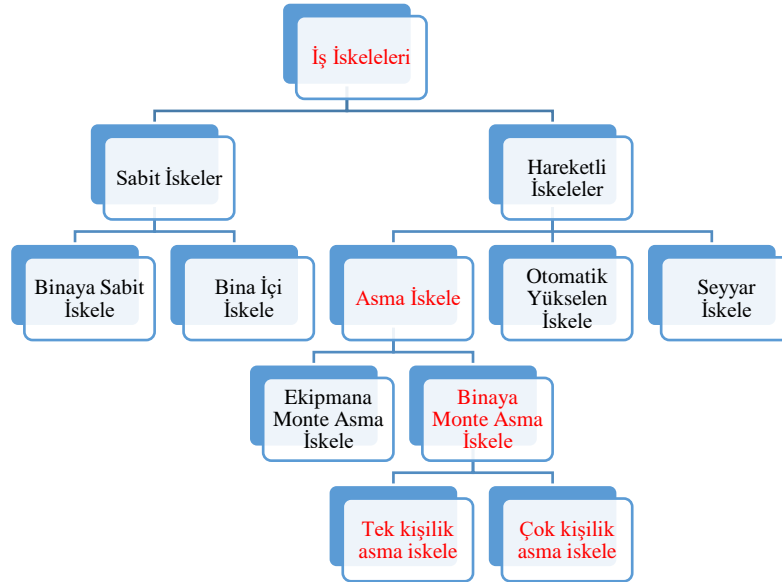 İş İskeleleri
Sabit İskeler
Hareketli
İskeleler
Binaya Sabit
İskele
Bina İçi
İskele
Asma İskele
Otomatik
Yükselen
İskele
Seyyar
İskele
Ekipmana
Monte Asma
İskele
Binaya
Monte Asma
İskele
Tek kişilik
asma iskele
Çok kişilik
asma iskele